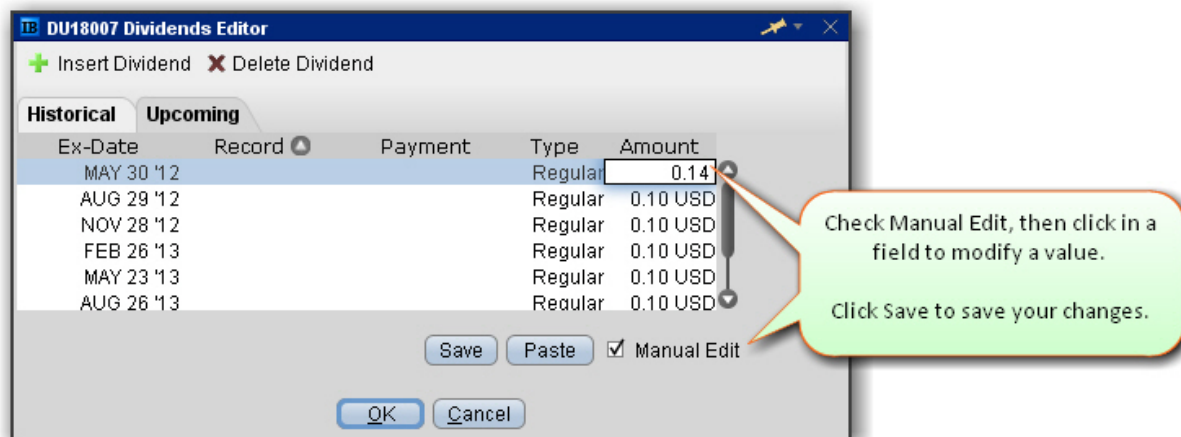 IB DU18007 Dividends Editor
Insert Dividend Delete Dividend
Historical Upcoming
Ex-Date Record Payment Type Amount
MAY 30 '12 Regular 0.14
AUG 29 '12 Regular 0.10 USD
NOV 28 '12 Regular 0.10 USD
FEB 26 '13 Regular 0.10 USD
MAY 23 '13 Regular 0.10 USD
AUG 26 '13 Regular 0.10 USD
Check Manual Edit, then click in a
field to modify a value.
Click Save to save your changes.
Save Paste Manual Edit
OK Cancel